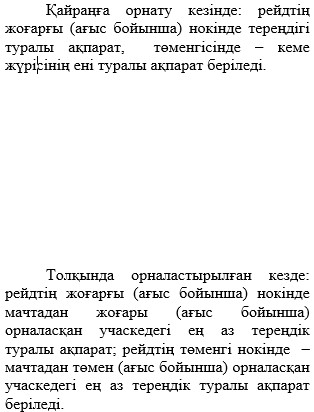 Қайраңға орнату кезінде: рейдтің
жоғарғы (ағыс бойынша) нокінде тереңдігі
туралы ақпарат, төменгісінде – кеме
жүрісінің ені туралы ақпарат беріледі.
Толқында орналастырылған кезде:
рейдтің жоғарғы (ағыс бойынша) нокінде
мачтадан жоғары (ағыс бойынша)
орналасқан учаскедегі ең аз тереңдік
туралы ақпарат; рейдтің төменгі нокінде –
мачтадан төмен (ағыс бойынша) орналасқан
учаскедегі ең аз тереңдік туралы ақпарат
беріледі.